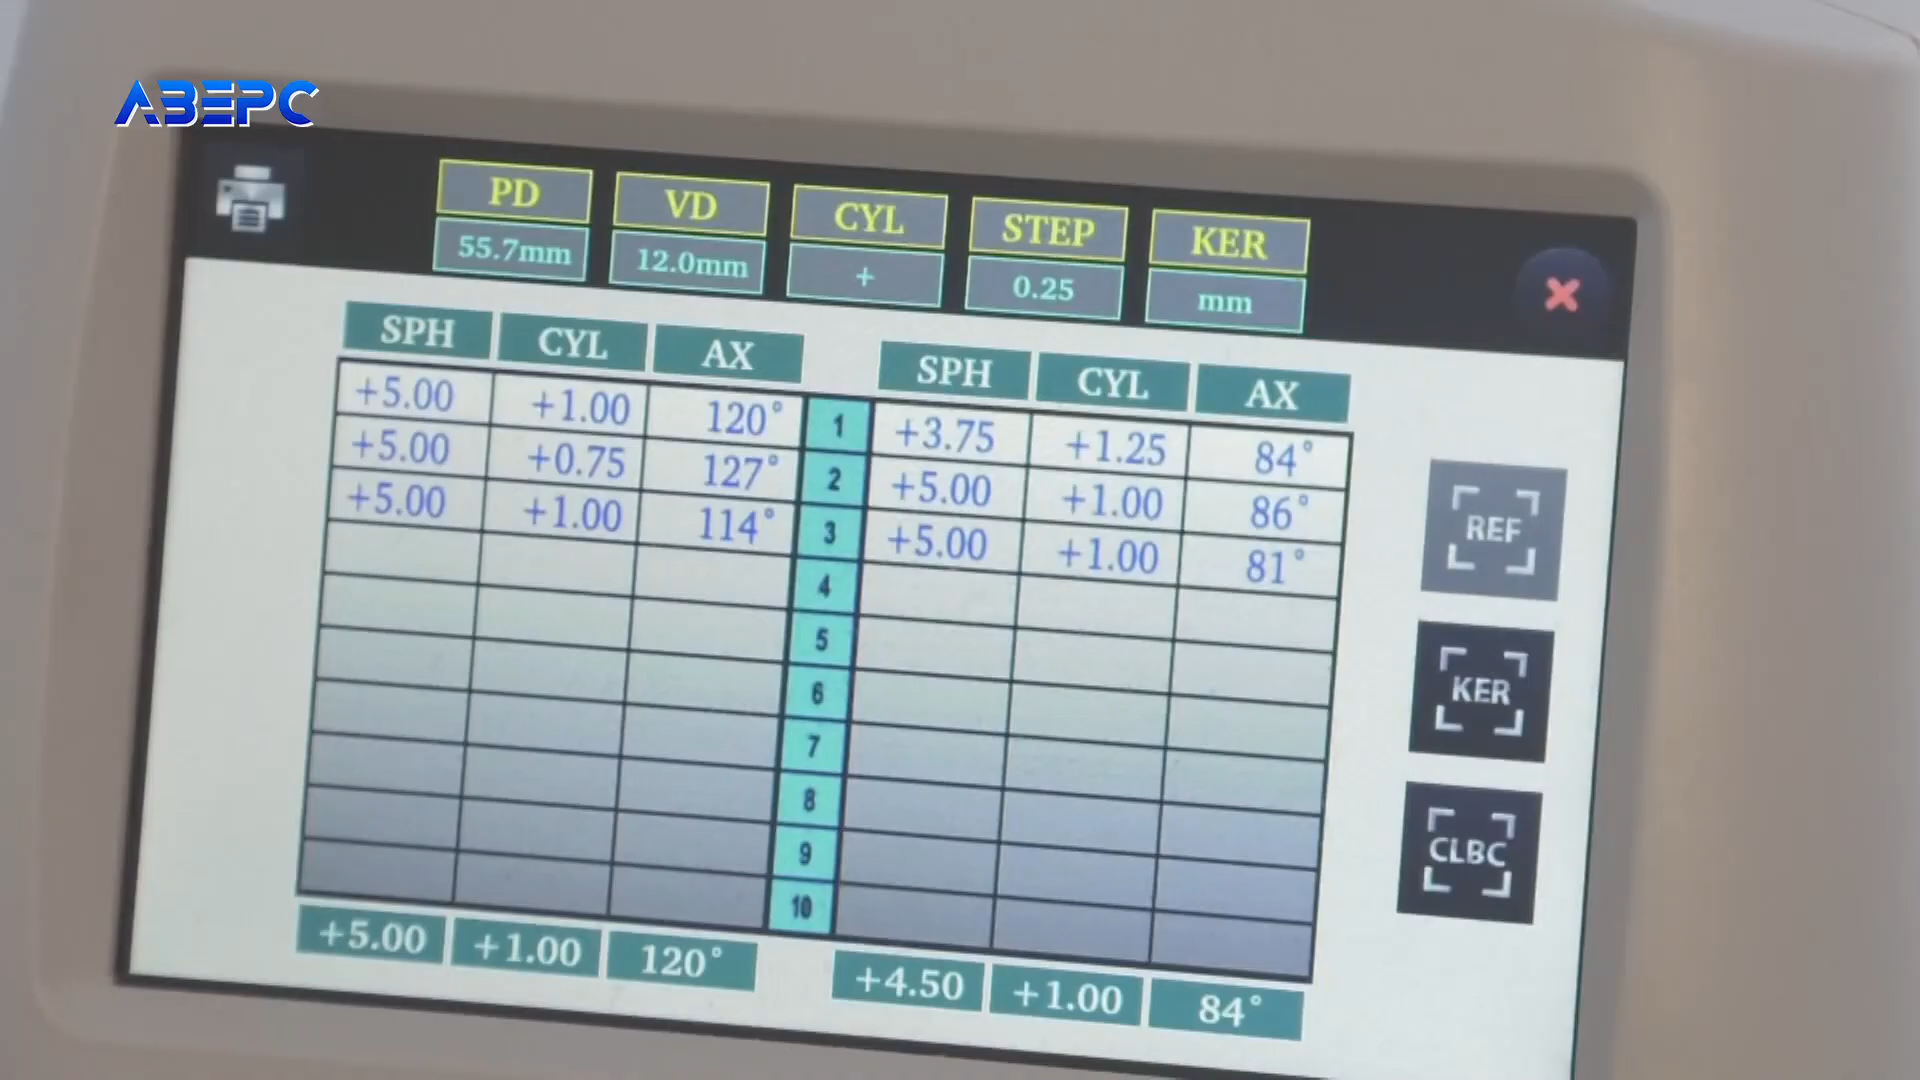 АВЕРС
PD VD CYL STEP KER
55.7mm 12.0mm + 0.25 mm
SPH CYL AX SPH CYL AX
+5.00 +1.00 120° 1 +3.75 +1.25 84°
+5.00 +0.75 127° 2 +5.00 +1.00 86°
+5.00 +1.00 114° 3 +5.00 +1.00 81°
4
5
6
7
8
9
10
+5.00 +1.00 120° +4.50 +1.00 84°
REF
KER
CLBC